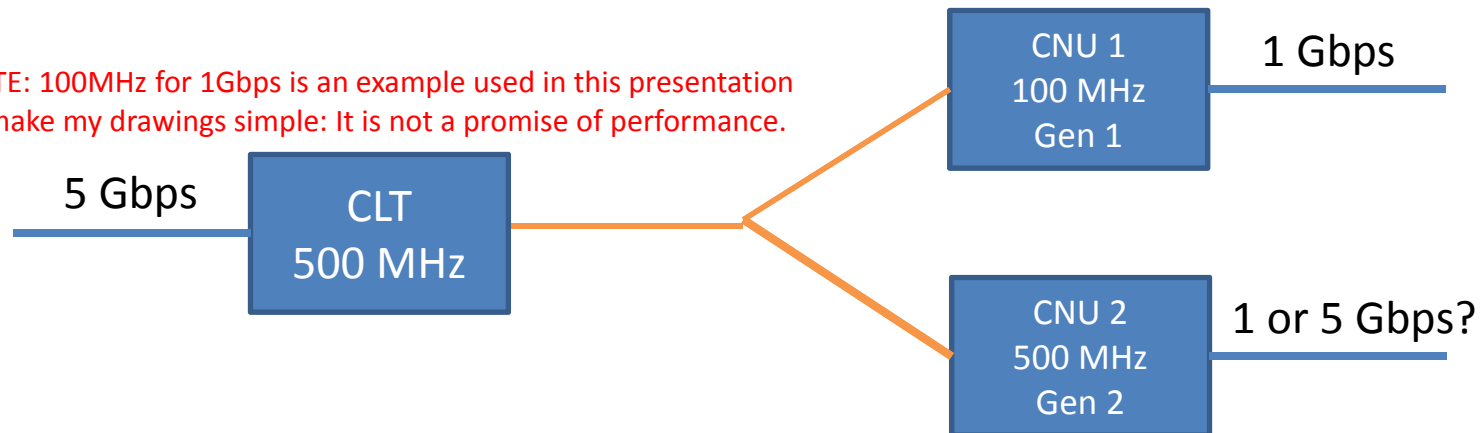 TE: 100MHz for 1Gbps is an example used in this presentation
make my drawings simple: It is not a promise of performance.
5 Gbps
CLT
500 MHz
CNU 1
100 MHz
Gen 1
1 Gbps
CNU 2
500 MHz
Gen 2
1 or 5 Gbps?